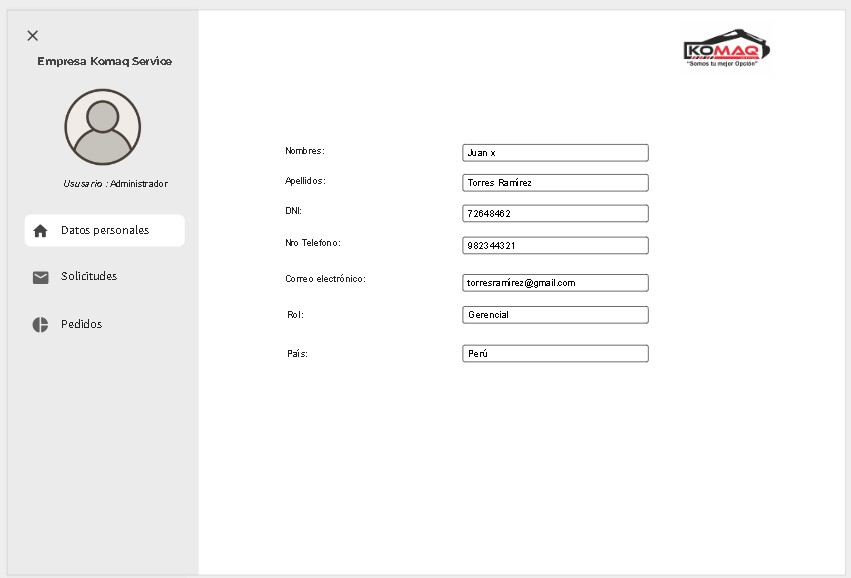 Empresa Komaq Service
Ususario : Administrador
Datos personales
Solicitudes
Pedidos
KOMAQ
"Somos tu mejor Opción"
Nombres: Juan x
Apellidos: Torres Ramírez
DNI: 72648462
Nro Telefono: 982344321
Correo electrónico: torresramírez@gmail.com
Rol: Gerencial
País: Perú